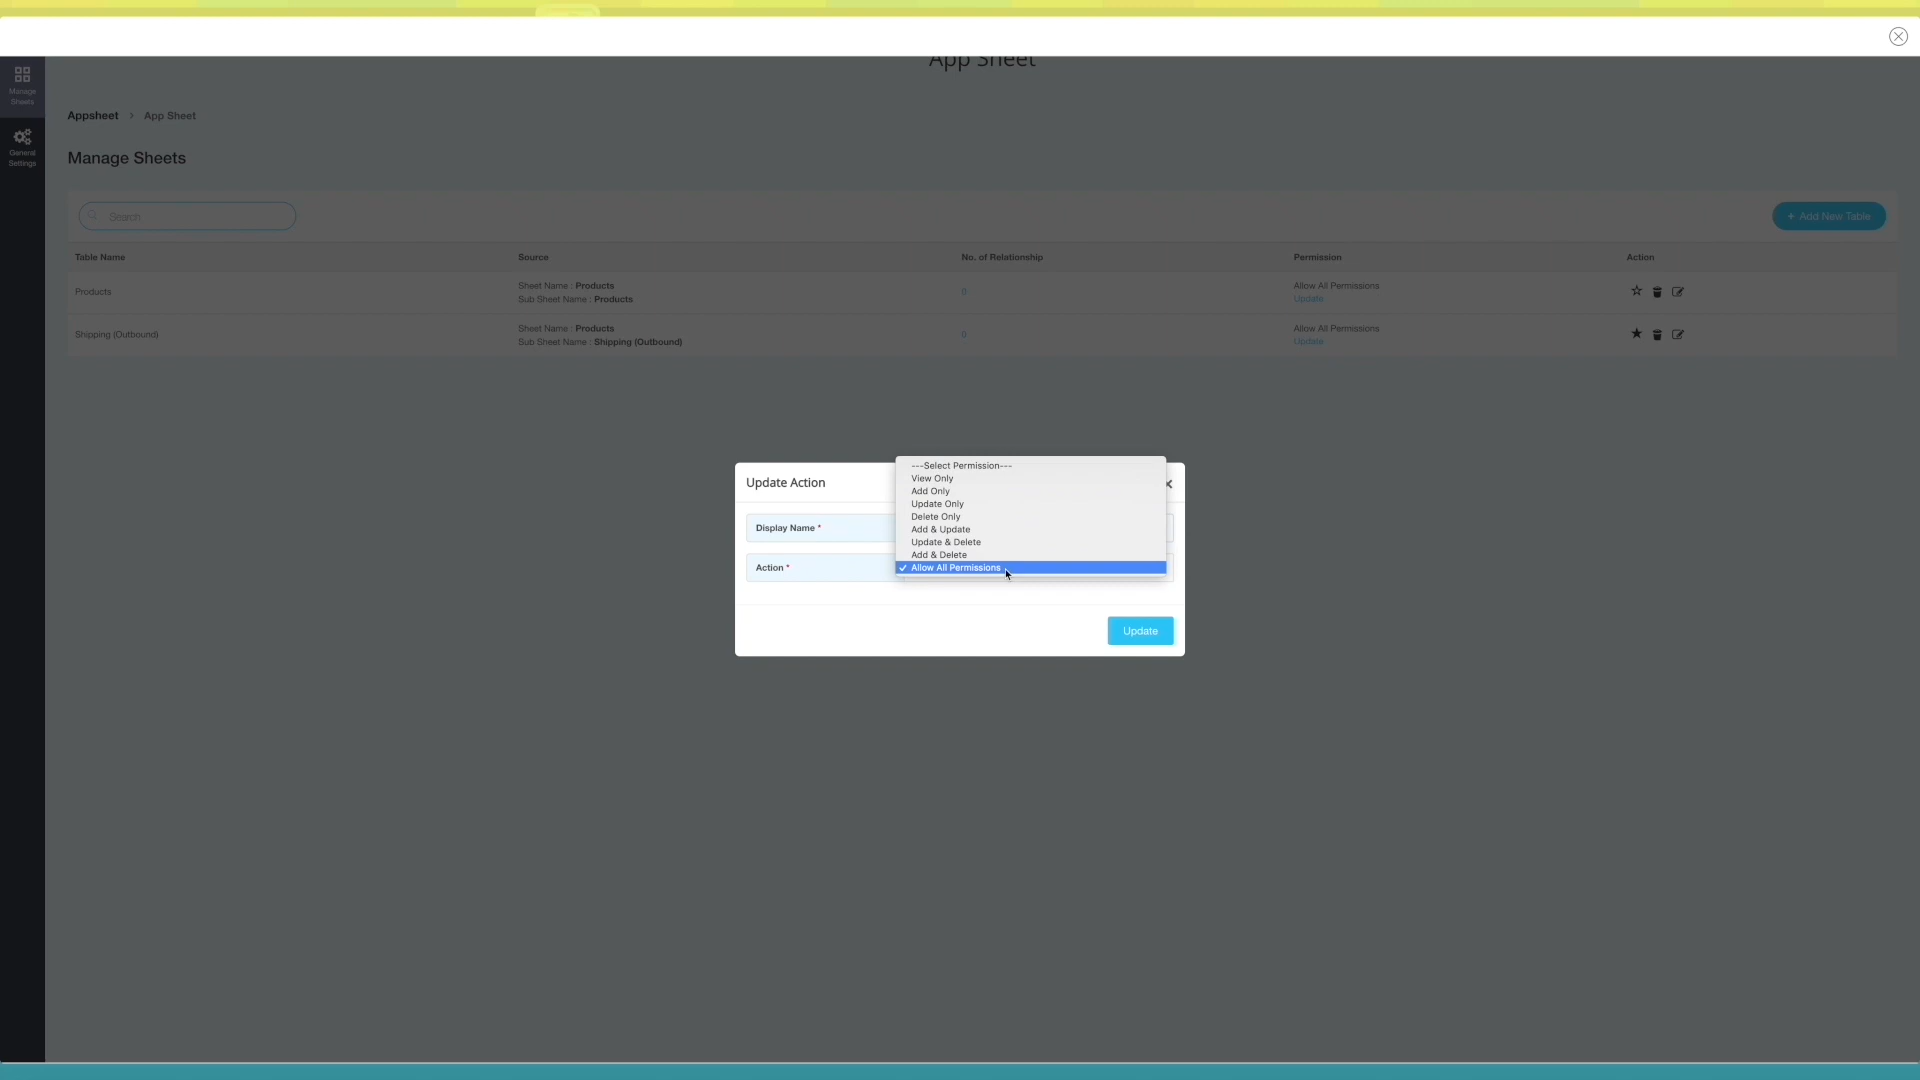 App Sheet
Manage
Sheets
Appsheet > App Sheet
General
Settings
Manage Sheets
Search
+ Add New Table
Table Name Source No. of Relationship Permission Action
Products
Sheet Name : Products
Sub Sheet Name : Products
0
Allow All Permissions
Update
Shipping (Outbound)
Sheet Name : Products
Sub Sheet Name : Shipping (Outbound)
0
Allow All Permissions
Update
Update Action
Display Name *
Action *
---Select Permission---
View Only
Add Only
Update Only
Delete Only
Add & Update
Update & Delete
Add & Delete
✓ Allow All Permissions
Update